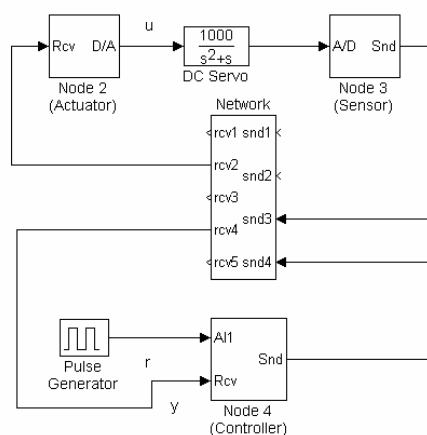 u
Rcv D/A
Node 2
(Actuator)
1000
s²+s
DC Servo
A/D Snd
Node 3
(Sensor)
Network
rcv1 snd1
rcv2 snd2
rcv3 snd3
rcv4
rcv5 snd4
Pulse
Generator
r
y
AI1
Rcv
Snd
Node 4
(Controller)